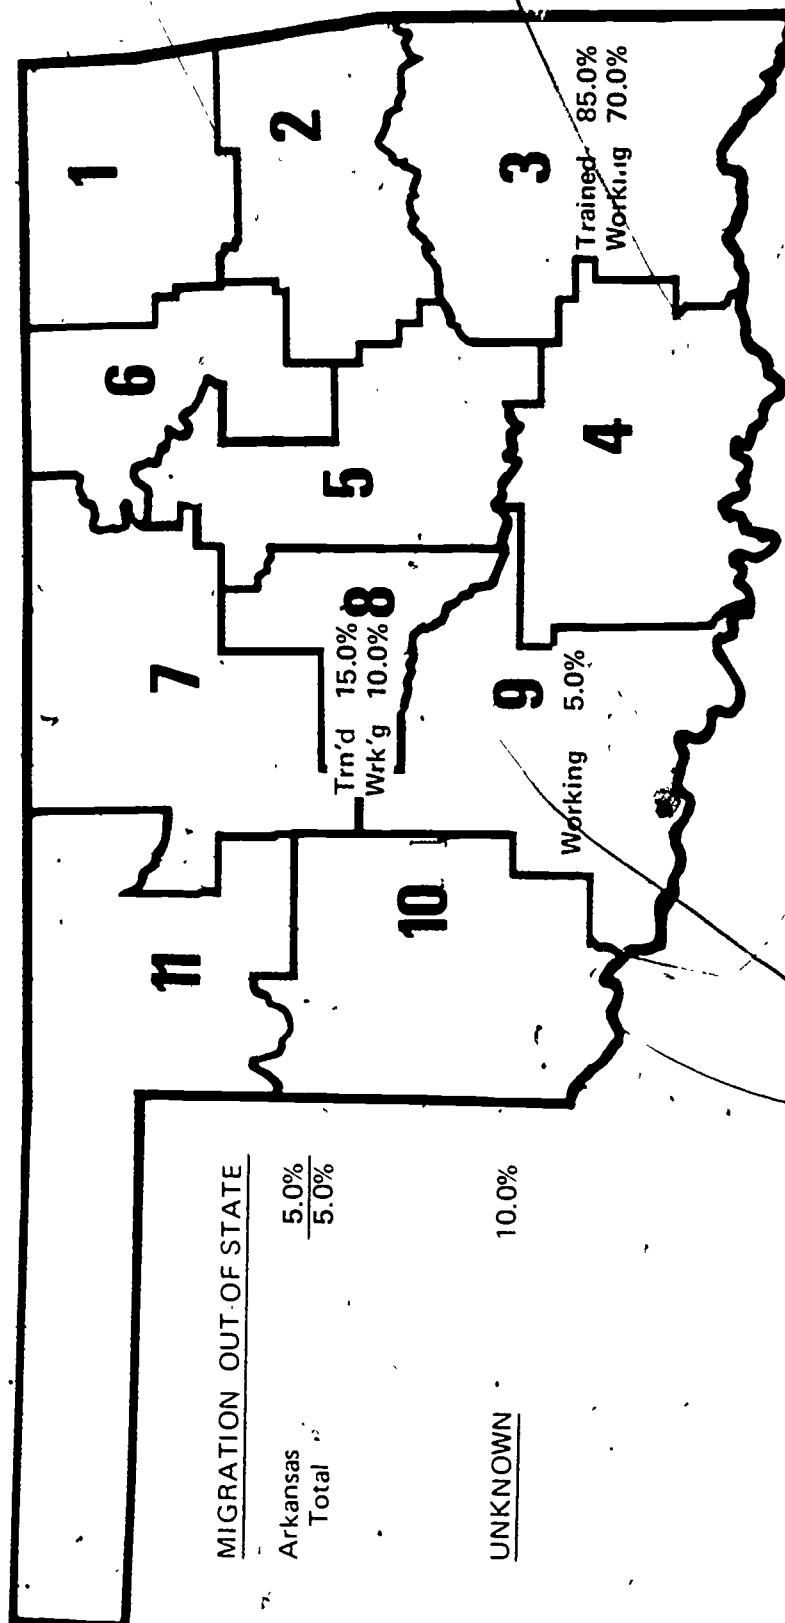 1
2
3
Trained 85.0%
Working 70.0%
4
5
6
7
8
Trn'd 15.0%
Wrk'g 10.0%
9
Working 5.0%
10
11
MIGRATION OUT-OF STATE
Arkansas 5.0%
Total 5.0%
UNKNOWN 10.0%